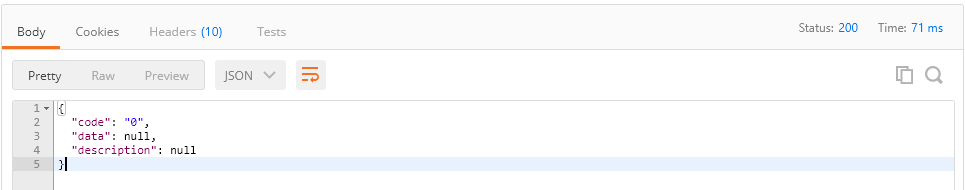 Body Cookies Headers (10) Tests Status: 200 Time: 71 ms
Pretty Raw Preview JSON
1 {
2 "code": "0",
3 "data": null,
4 "description": null
5 }